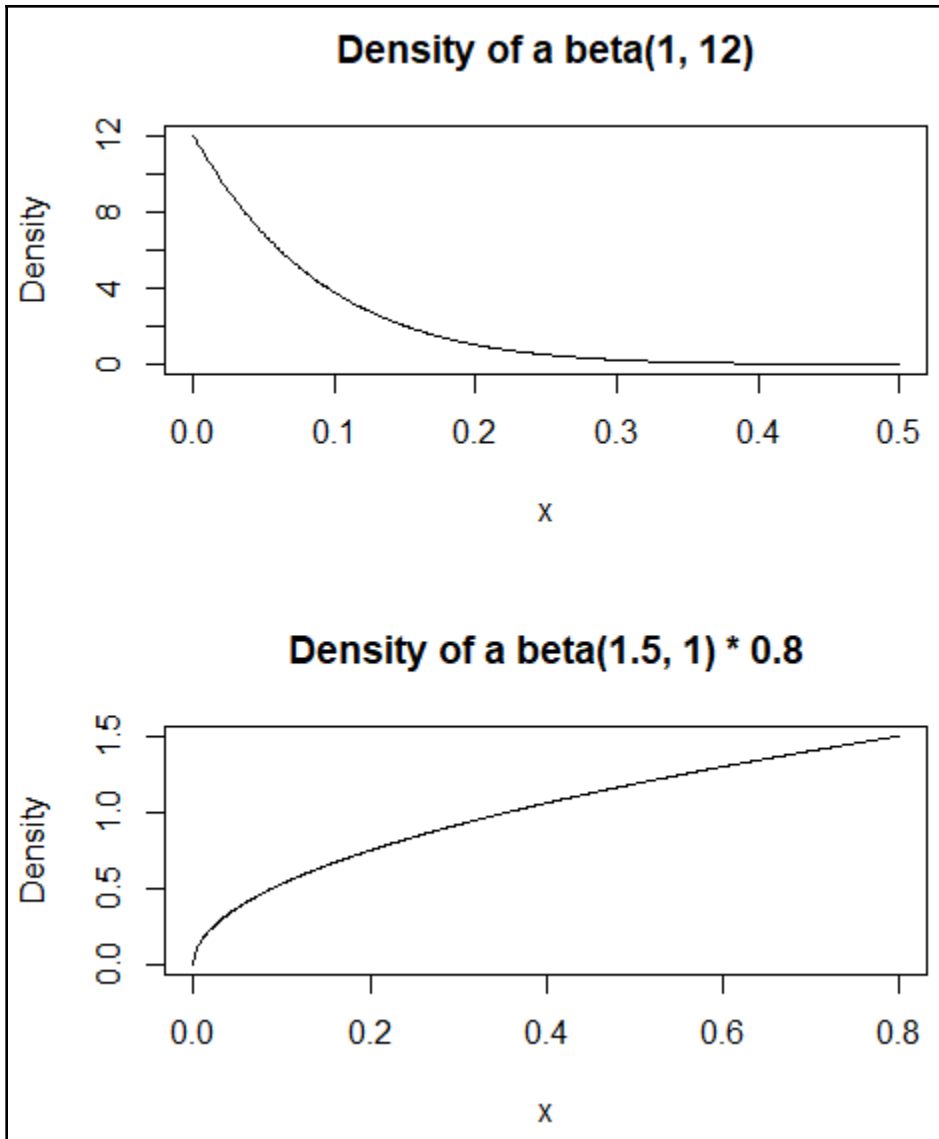 Density of a beta(1, 12)
Density
12
8
4
0
0.0 0.1 0.2 0.3 0.4 0.5
x
Density of a beta(1.5, 1) * 0.8
Density
1.5
1.0
0.5
0.0
0.0 0.2 0.4 0.6 0.8
x